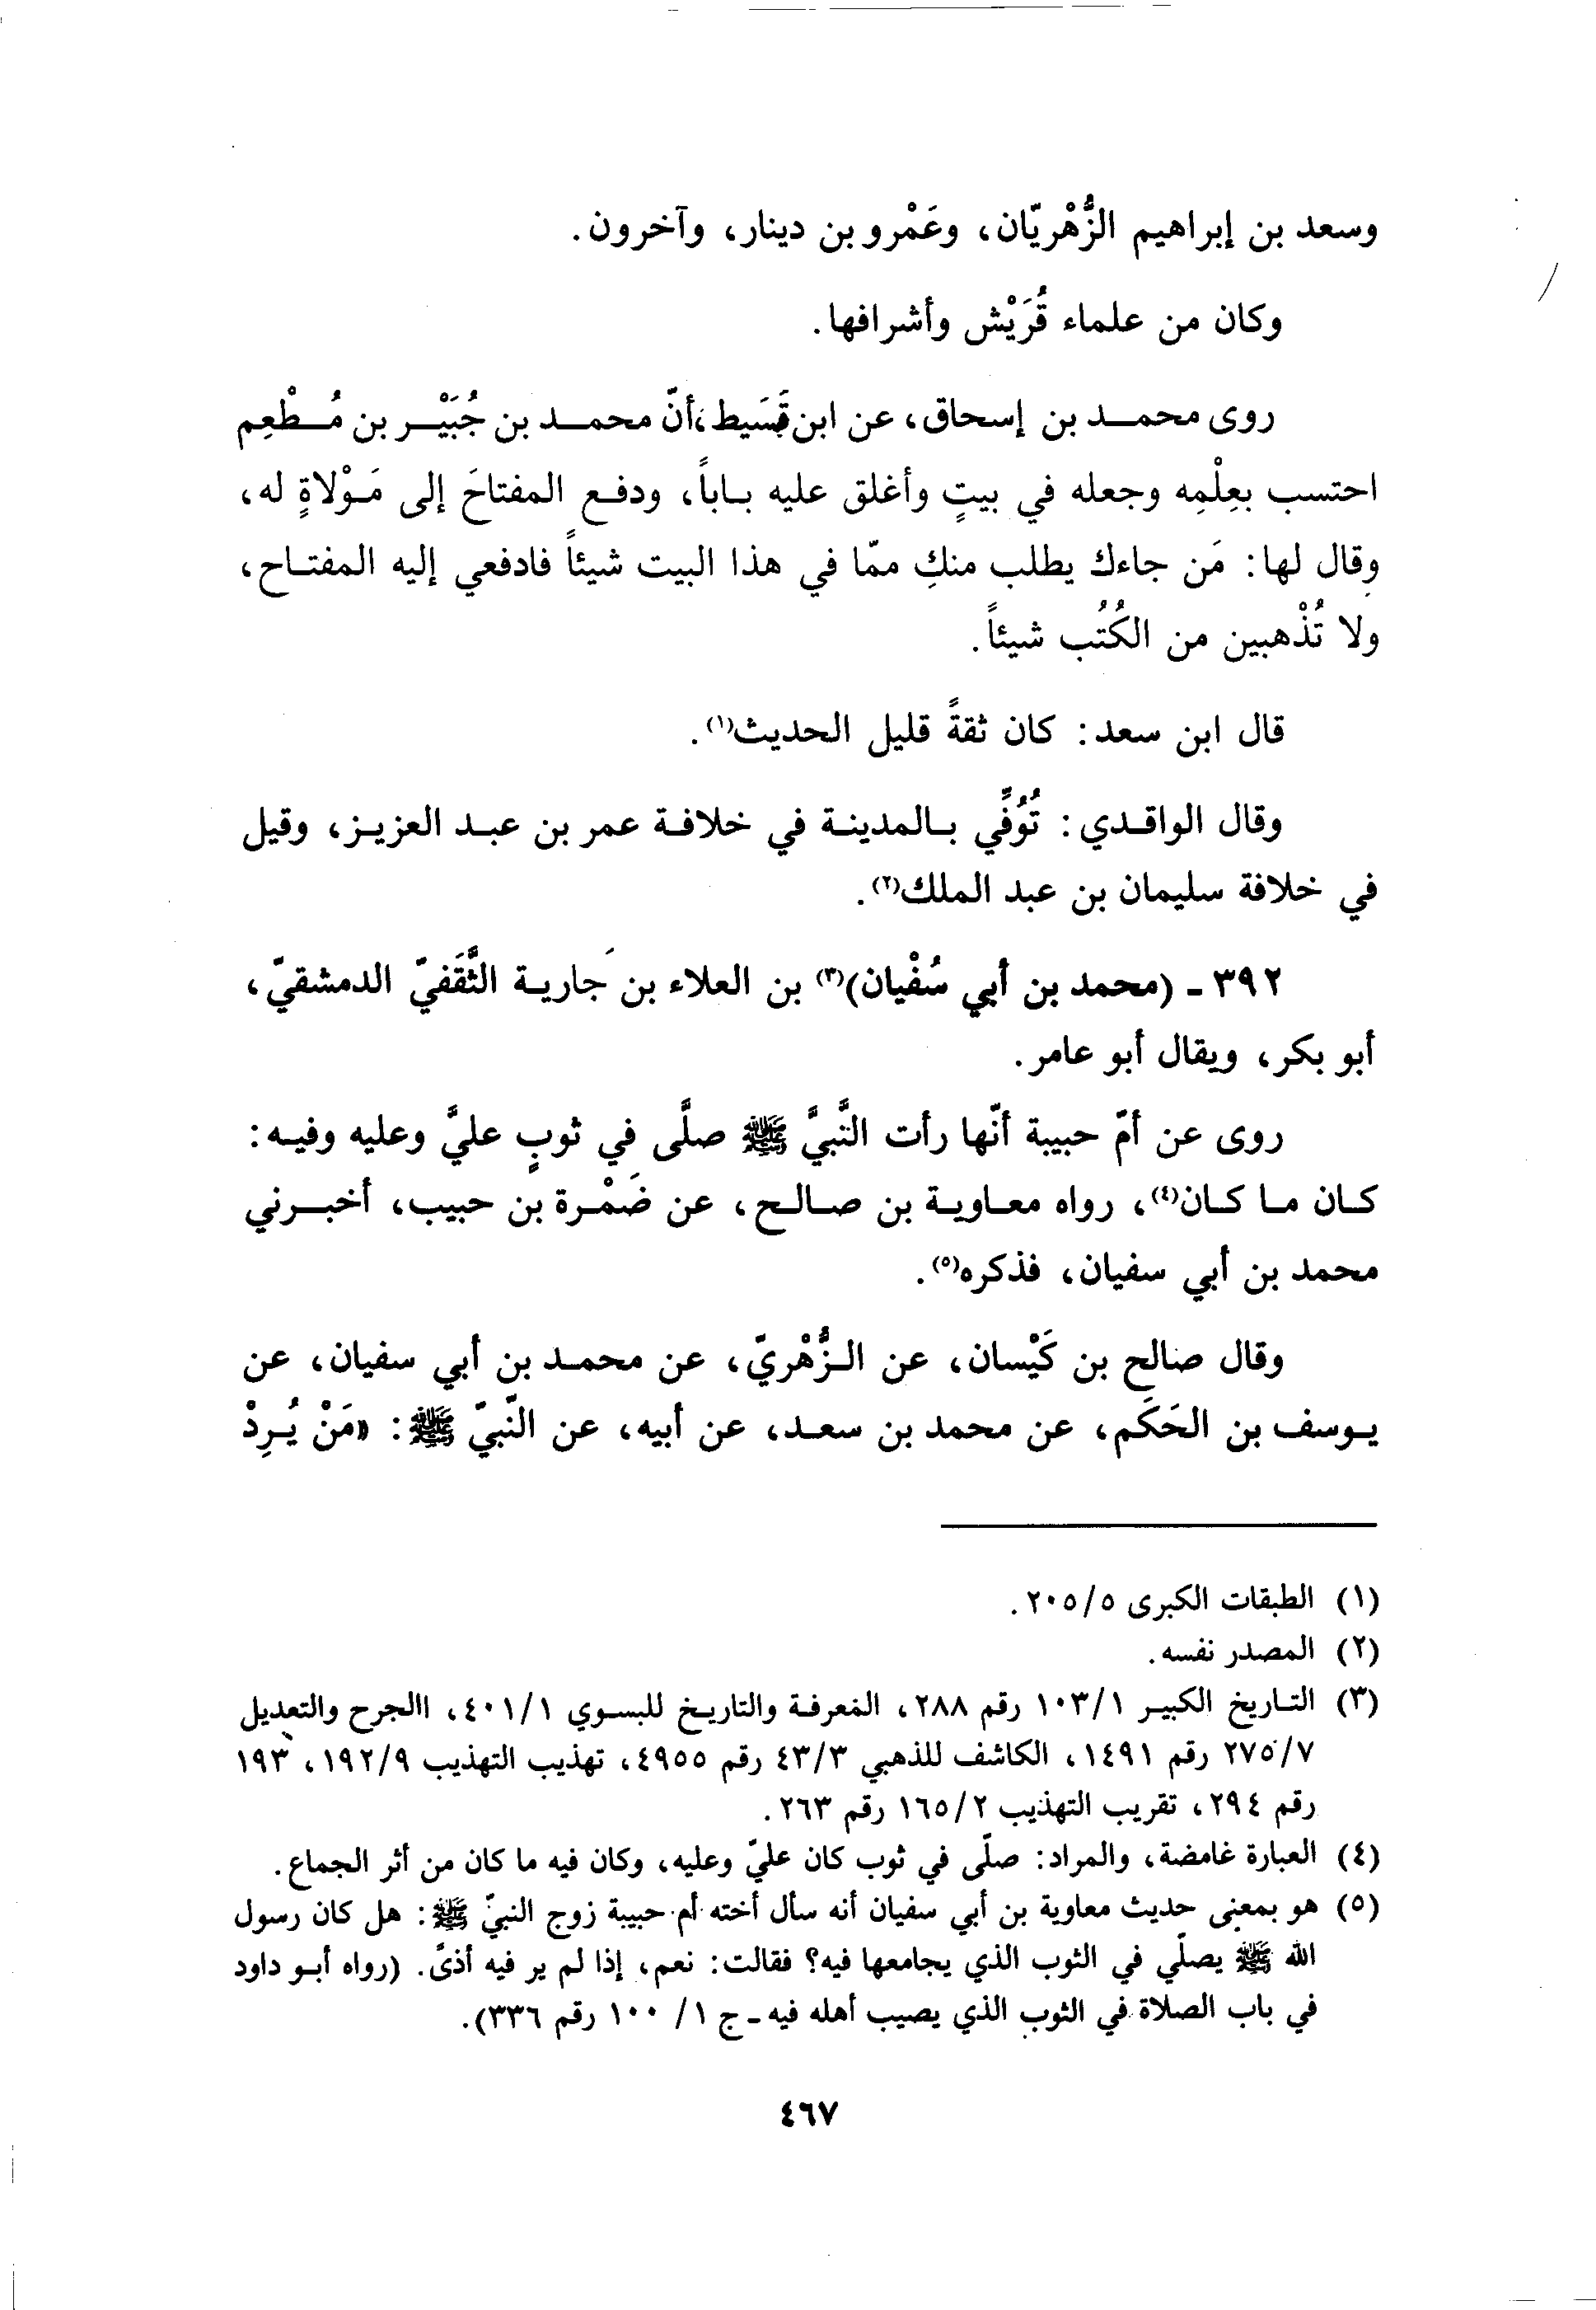 وسعد بن إبراهيم الزُّهْريّان، وعَمْرو بن دينار، وآخرون.
وكان من علماء قُرَيْش وأشرافها.
روى محمد بن إسحاق، عن ابن قَسَيط، أنّ محمد بن جُبَيْر بن مُطْعِم
احتسب بعِلْمِه وجعله في بيتٍ وأغلق عليه باباً، ودفع المفتاحَ إلى مَوْلاةٍ له،
وقال لها: مَن جاءك يطلب منكِ ممّا في هذا البيت شيئاً فادفعي إليه المفتاح،
ولا تُذْهبين من الكُتُب شيئاً.
قال ابن سعد: كان ثقةً قليل الحديث(١).
وقال الواقدي: تُوُفِّي بالمدينة في خلافة عمر بن عبد العزيز، وقيل
في خلافة سليمان بن عبد الملك(٢).
٣٩٢ - (محمد بن أبي سُفْيان)(٣) بن العلاء بن جَارية الثَّقَفيّ الدمشقيّ،
أبو بكر، ويقال أبو عامر.
روى عن أمّ حبيبة أنّها رأت النَّبيَّ ﷺ صلَّى في ثوبٍ عليَّ وعليه وفيه:
كان ما كان(٤)، رواه معاوية بن صالح، عن ضَمْرة بن حبيب، أخبرني
محمد بن أبي سفيان، فذكره(٥).
وقال صالح بن كَيْسان، عن الزُّهْريّ، عن محمد بن أبي سفيان، عن
يوسف بن الحَكَم، عن محمد بن سعد، عن أبيه، عن النّبيّ ﷺ: «مَنْ يُرِدْ
(١) الطبقات الكبرى ٢٠٥/٥.
(٢) المصدر نفسه.
(٣) التاريخ الكبير ١٠٣/١ رقم ٢٨٨، المعرفة والتاريخ للبسوي ٤٠١/١، االجرح والتعديل
٢٧٥/٧ رقم ١٤٩١، الكاشف للذهبي ٤٣/٣ رقم ٤٩٥٥، تهذيب التهذيب ١٩٢/٩، ١٩٣
رقم ٢٩٤، تقريب التهذيب ١٦٥/٢ رقم ٢٦٣.
(٤) العبارة غامضة، والمراد: صلّى في ثوب كان عليّ وعليه، وكان فيه ما كان من أثر الجماع.
(٥) هو بمعنى حديث معاوية بن أبي سفيان أنه سأل أخته أم حبيبة زوج النبيّ ﷺ: هل كان رسول
الله ﷺ يصلّي في الثوب الذي يجامعها فيه؟ فقالت: نعم، إذا لم ير فيه أذىً. (رواه أبو داود
في باب الصلاة في الثوب الذي يصيب أهله فيه - ج ١/ ١٠٠ رقم ٣٣٦).
٤٦٧